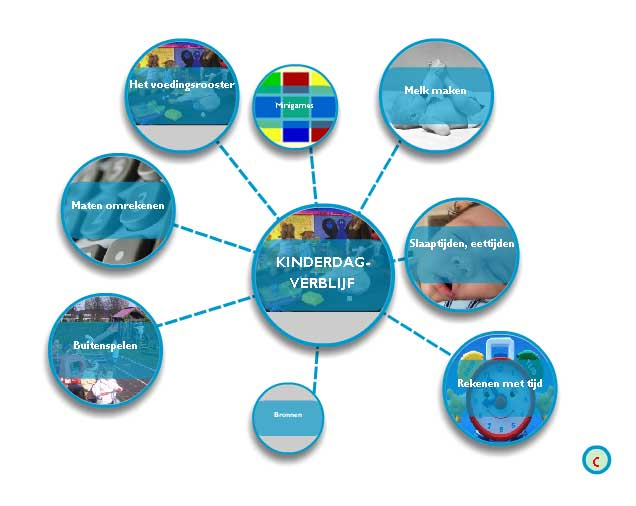 Het voedingsrooster
Minigames
Melk maken
Maten omrekenen
Slaaptijden, eettijden
KINDERDAG-
VERBLIJF
Buitenspelen
Rekenen met tijd
Bronnen
C